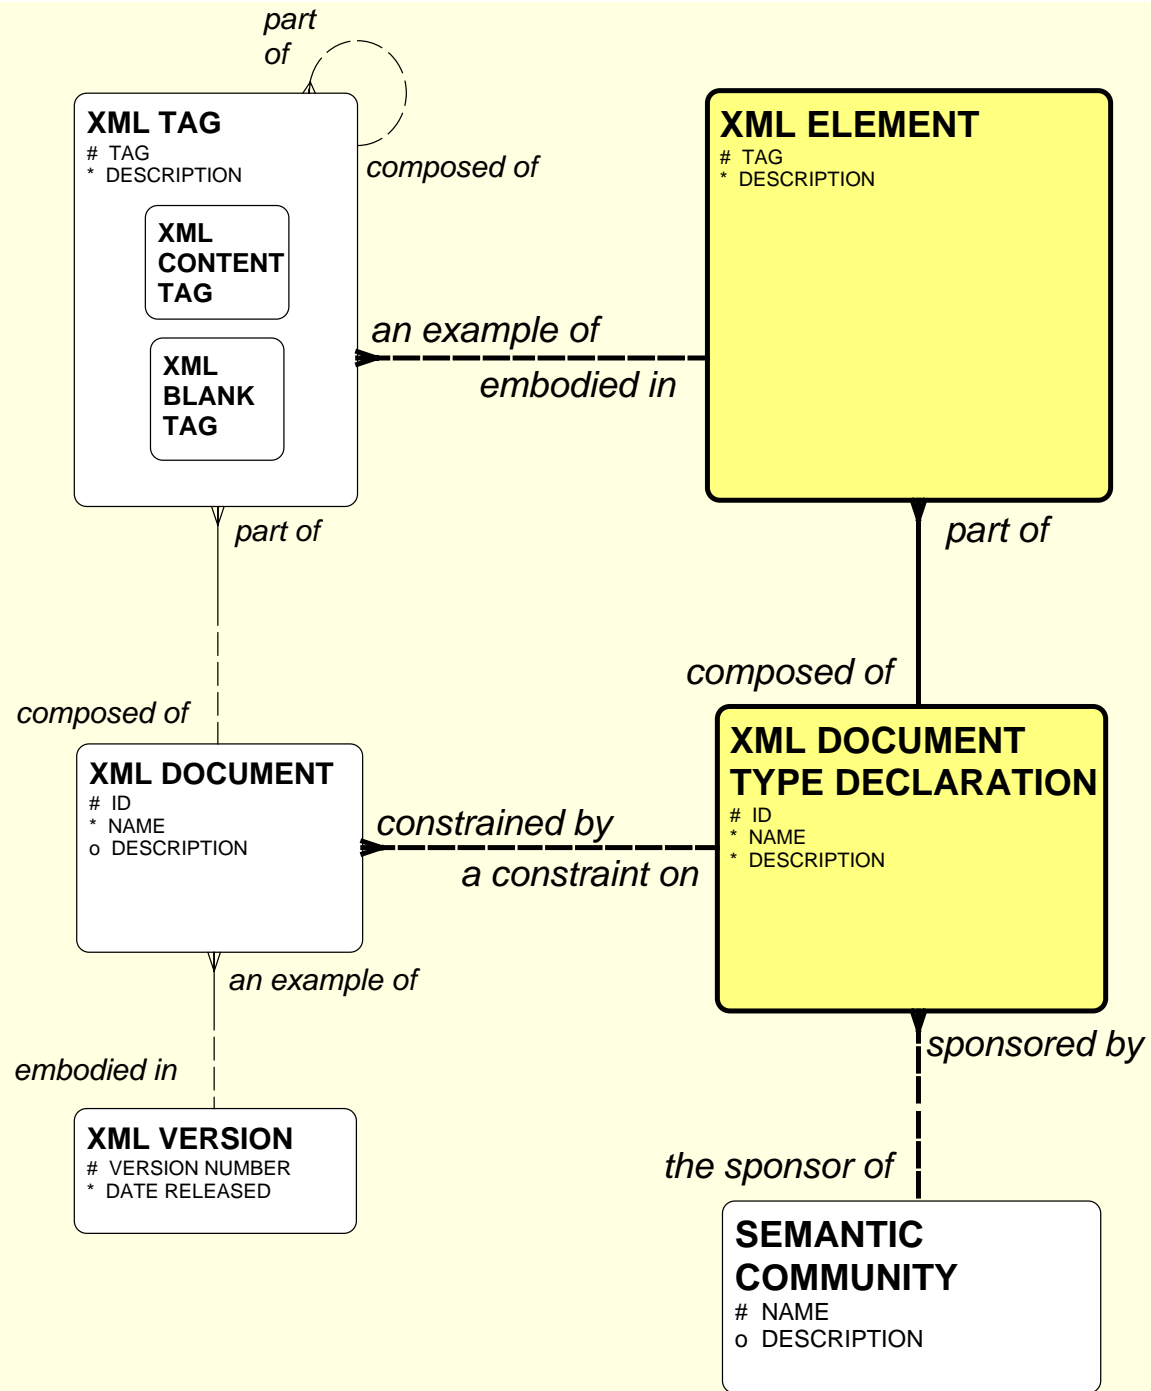 part
of
XML TAG
# TAG
* DESCRIPTION
composed of
XML
CONTENT
TAG
XML
BLANK
TAG
XML ELEMENT
# TAG
* DESCRIPTION
an example of
embodied in
part of
part of
composed of
composed of
XML DOCUMENT
# ID
* NAME
o DESCRIPTION
constrained by
a constraint on
XML DOCUMENT
TYPE DECLARATION
# ID
* NAME
* DESCRIPTION
an example of
embodied in
sponsored by
XML VERSION
# VERSION NUMBER
* DATE RELEASED
the sponsor of
SEMANTIC
COMMUNITY
# NAME
o DESCRIPTION